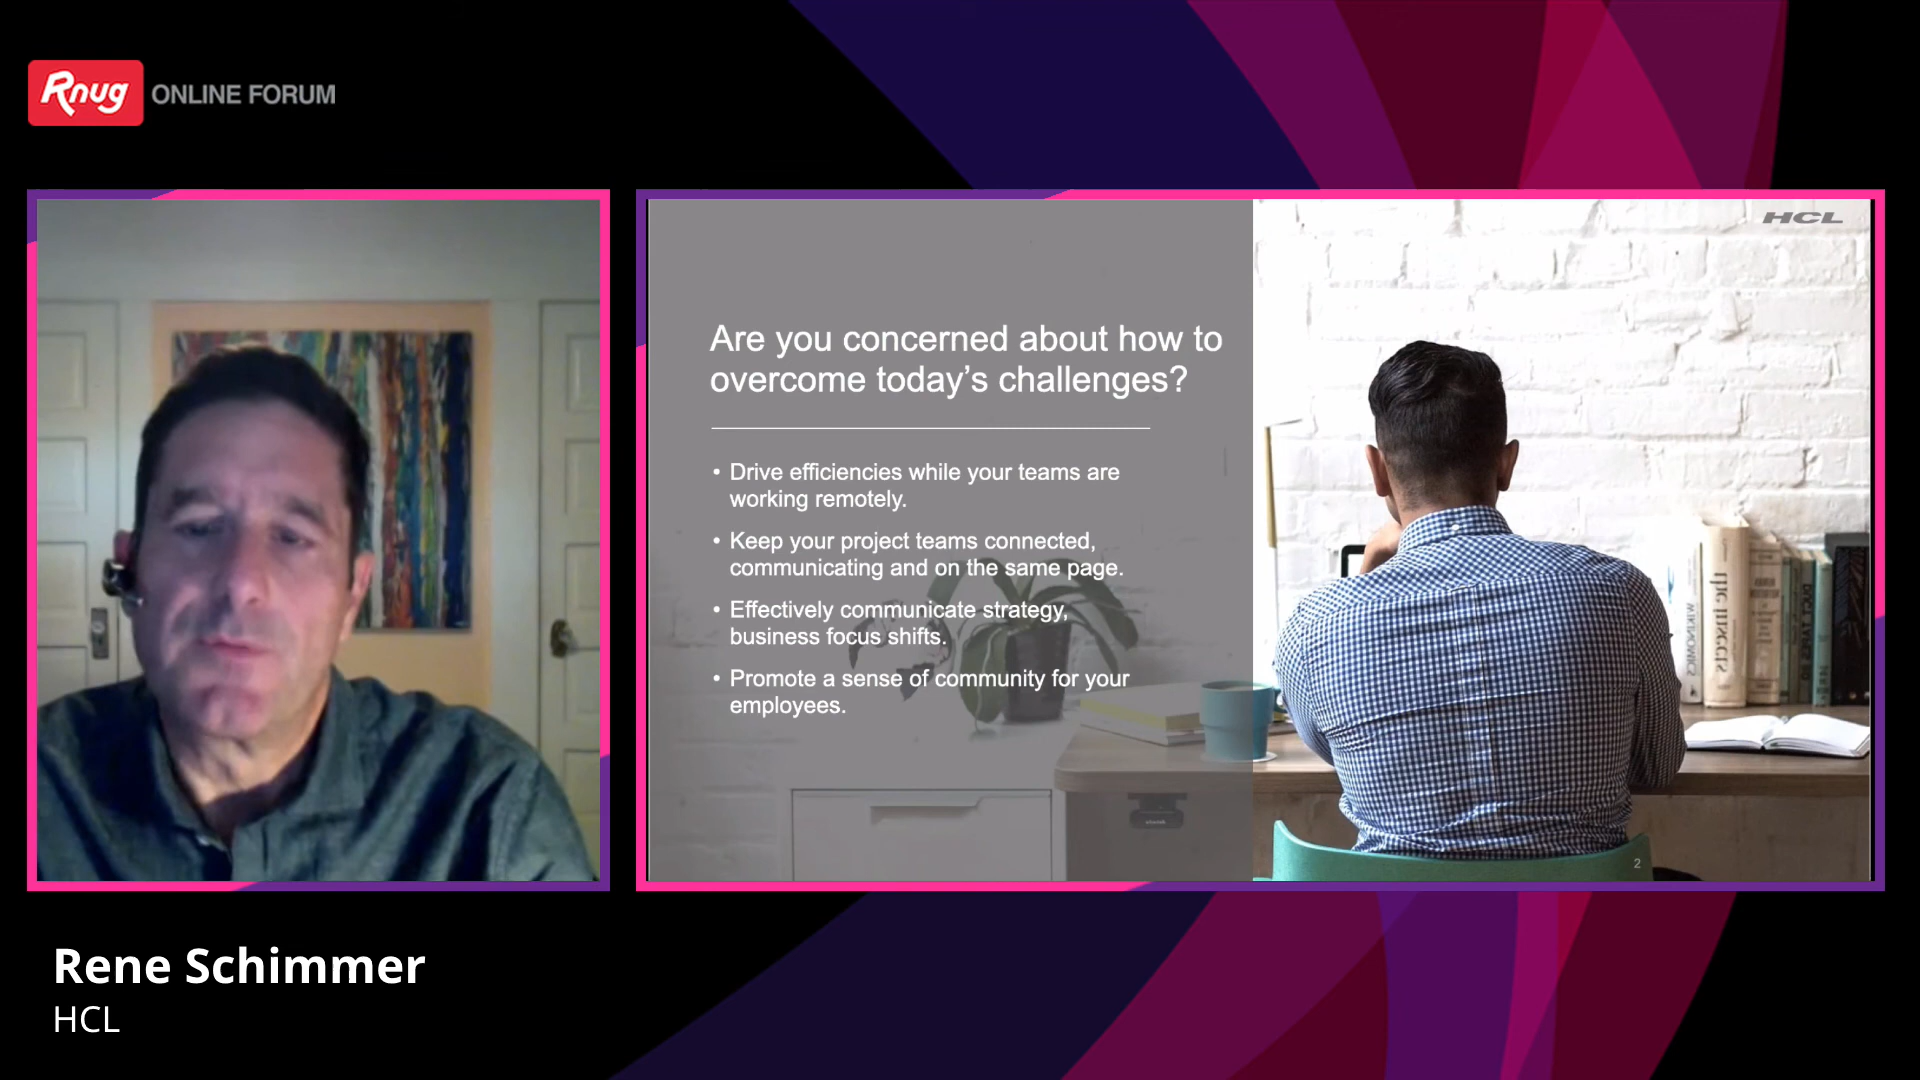 Rnug ONLINE FORUM
HCL
Are you concerned about how to
overcome today's challenges?
• Drive efficiencies while your teams are
working remotely.
• Keep your project teams connected,
communicating and on the same page.
• Effectively communicate strategy,
business focus shifts.
• Promote a sense of community for your
employees.
WIKINOMICS
2
Rene Schimmer
HCL